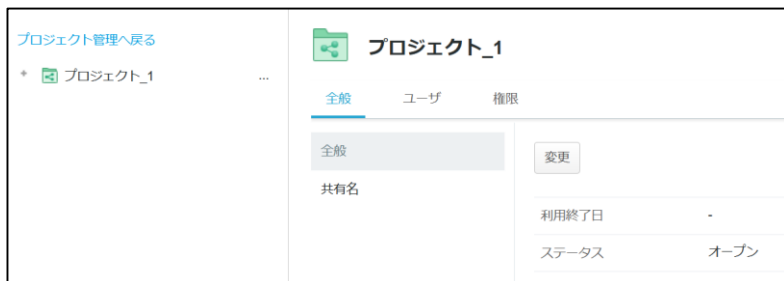 プロジェクト管理へ戻る
プロジェクト_1 ...
プロジェクト_1
全般 ユーザ 権限
全般
共有名
変更
利用終了日 -
ステータス オープン